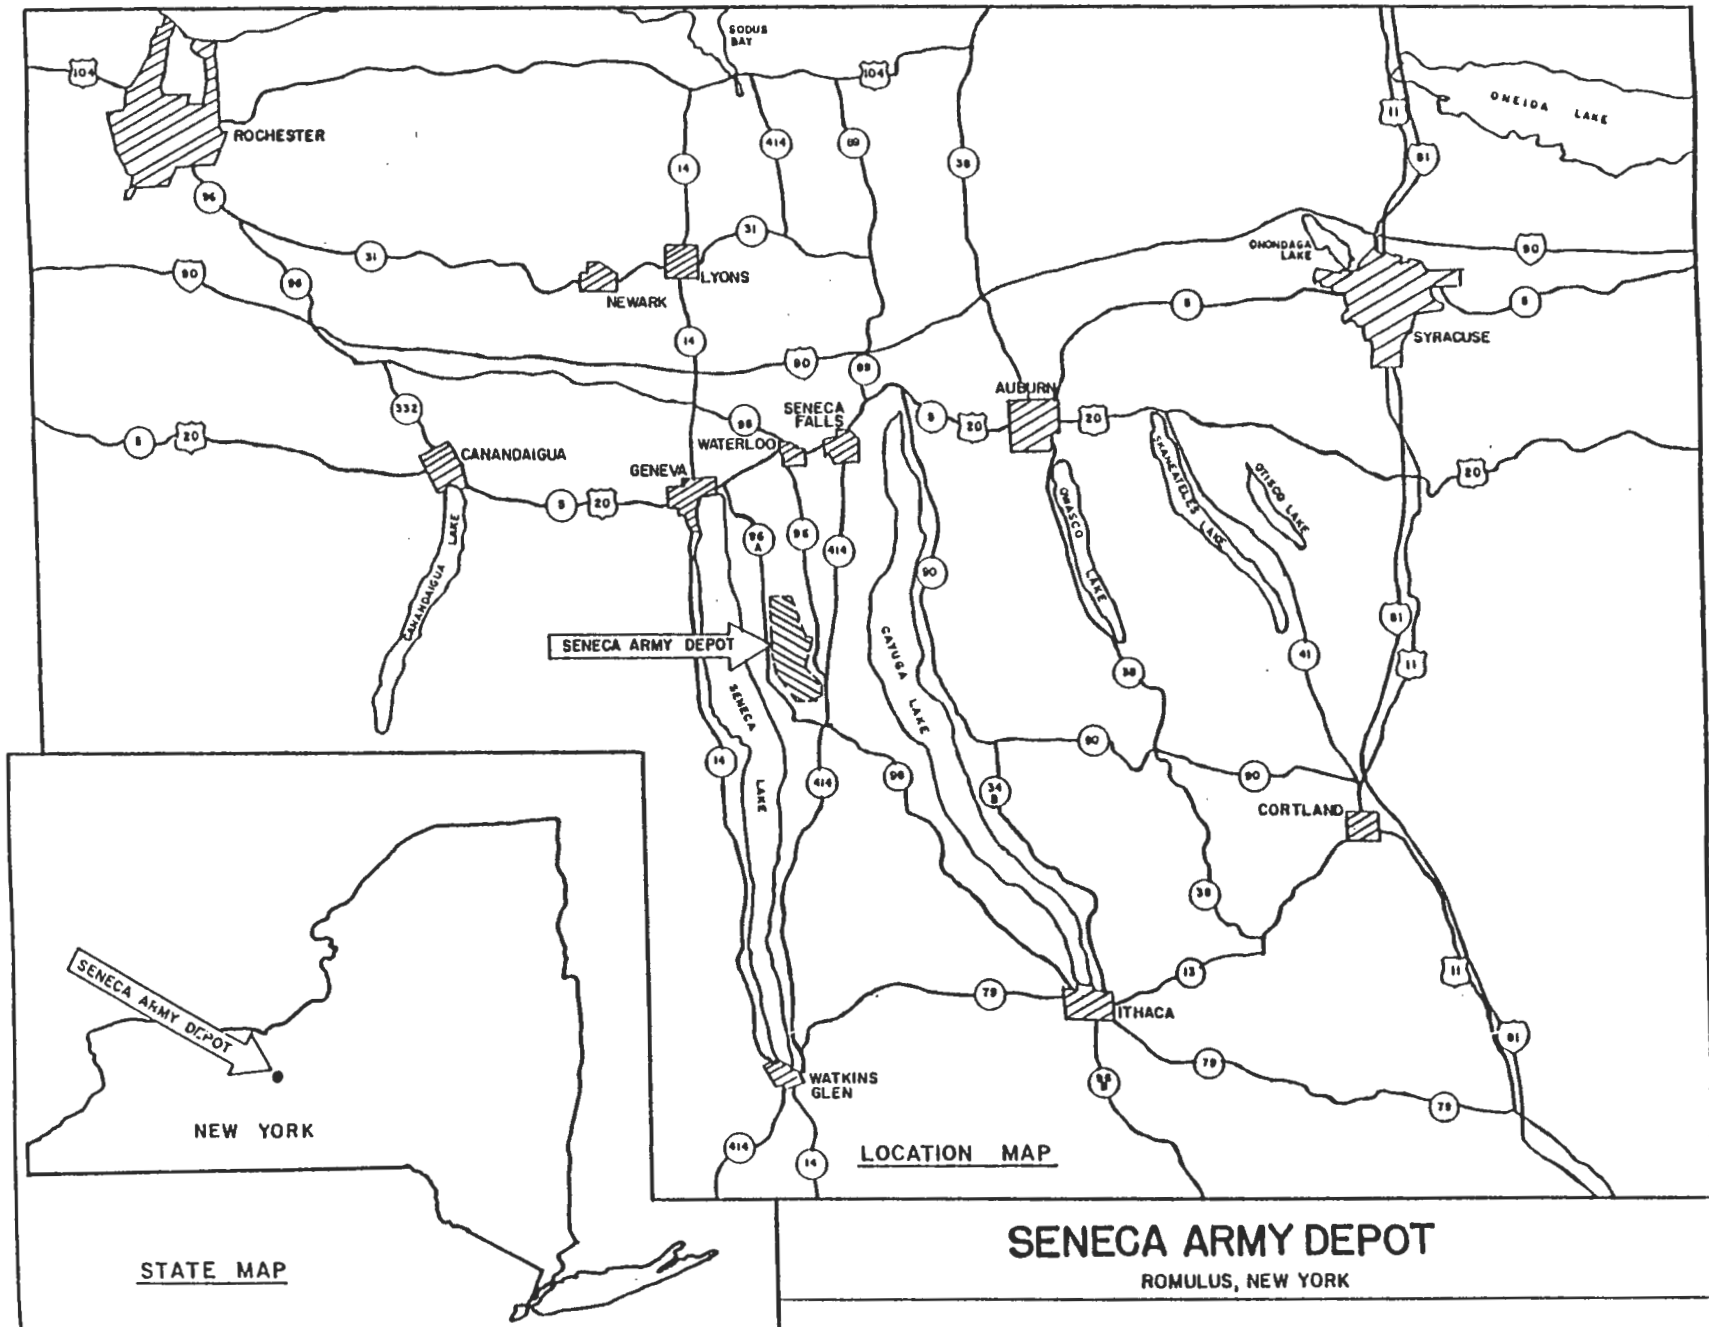 SODUS
BAY
104
104
ROCHESTER
11
ONEIDA LAKE
14
414
89
38
81
96
31
31
ONONDAGA
LAKE
90
90
96
LYONS
NEWARK
5
5
14
SYRACUSE
90
89
332
AUBURN
SENECA
FALLS
96
5
20
20
5
20
WATERLOO
CANANDAIGUA
GENEVA
20
5
20
SKANEATELES LAKE
OTISCO LAKE
OWASCO
LAKE
CANANDAIGUA
LAKE
96
A
96
414
90
81
SENECA ARMY DEPOT
CAYUGA
LAKE
38
41
11
SENECA
LAKE
14
414
96
34
B
90
90
CORTLAND
38
13
11
79
ITHACA
81
79
96
B
79
WATKINS
GLEN
414
14
LOCATION MAP
SENECA ARMY DEPOT
NEW YORK
STATE MAP
SENECA ARMY DEPOT
ROMULUS, NEW YORK